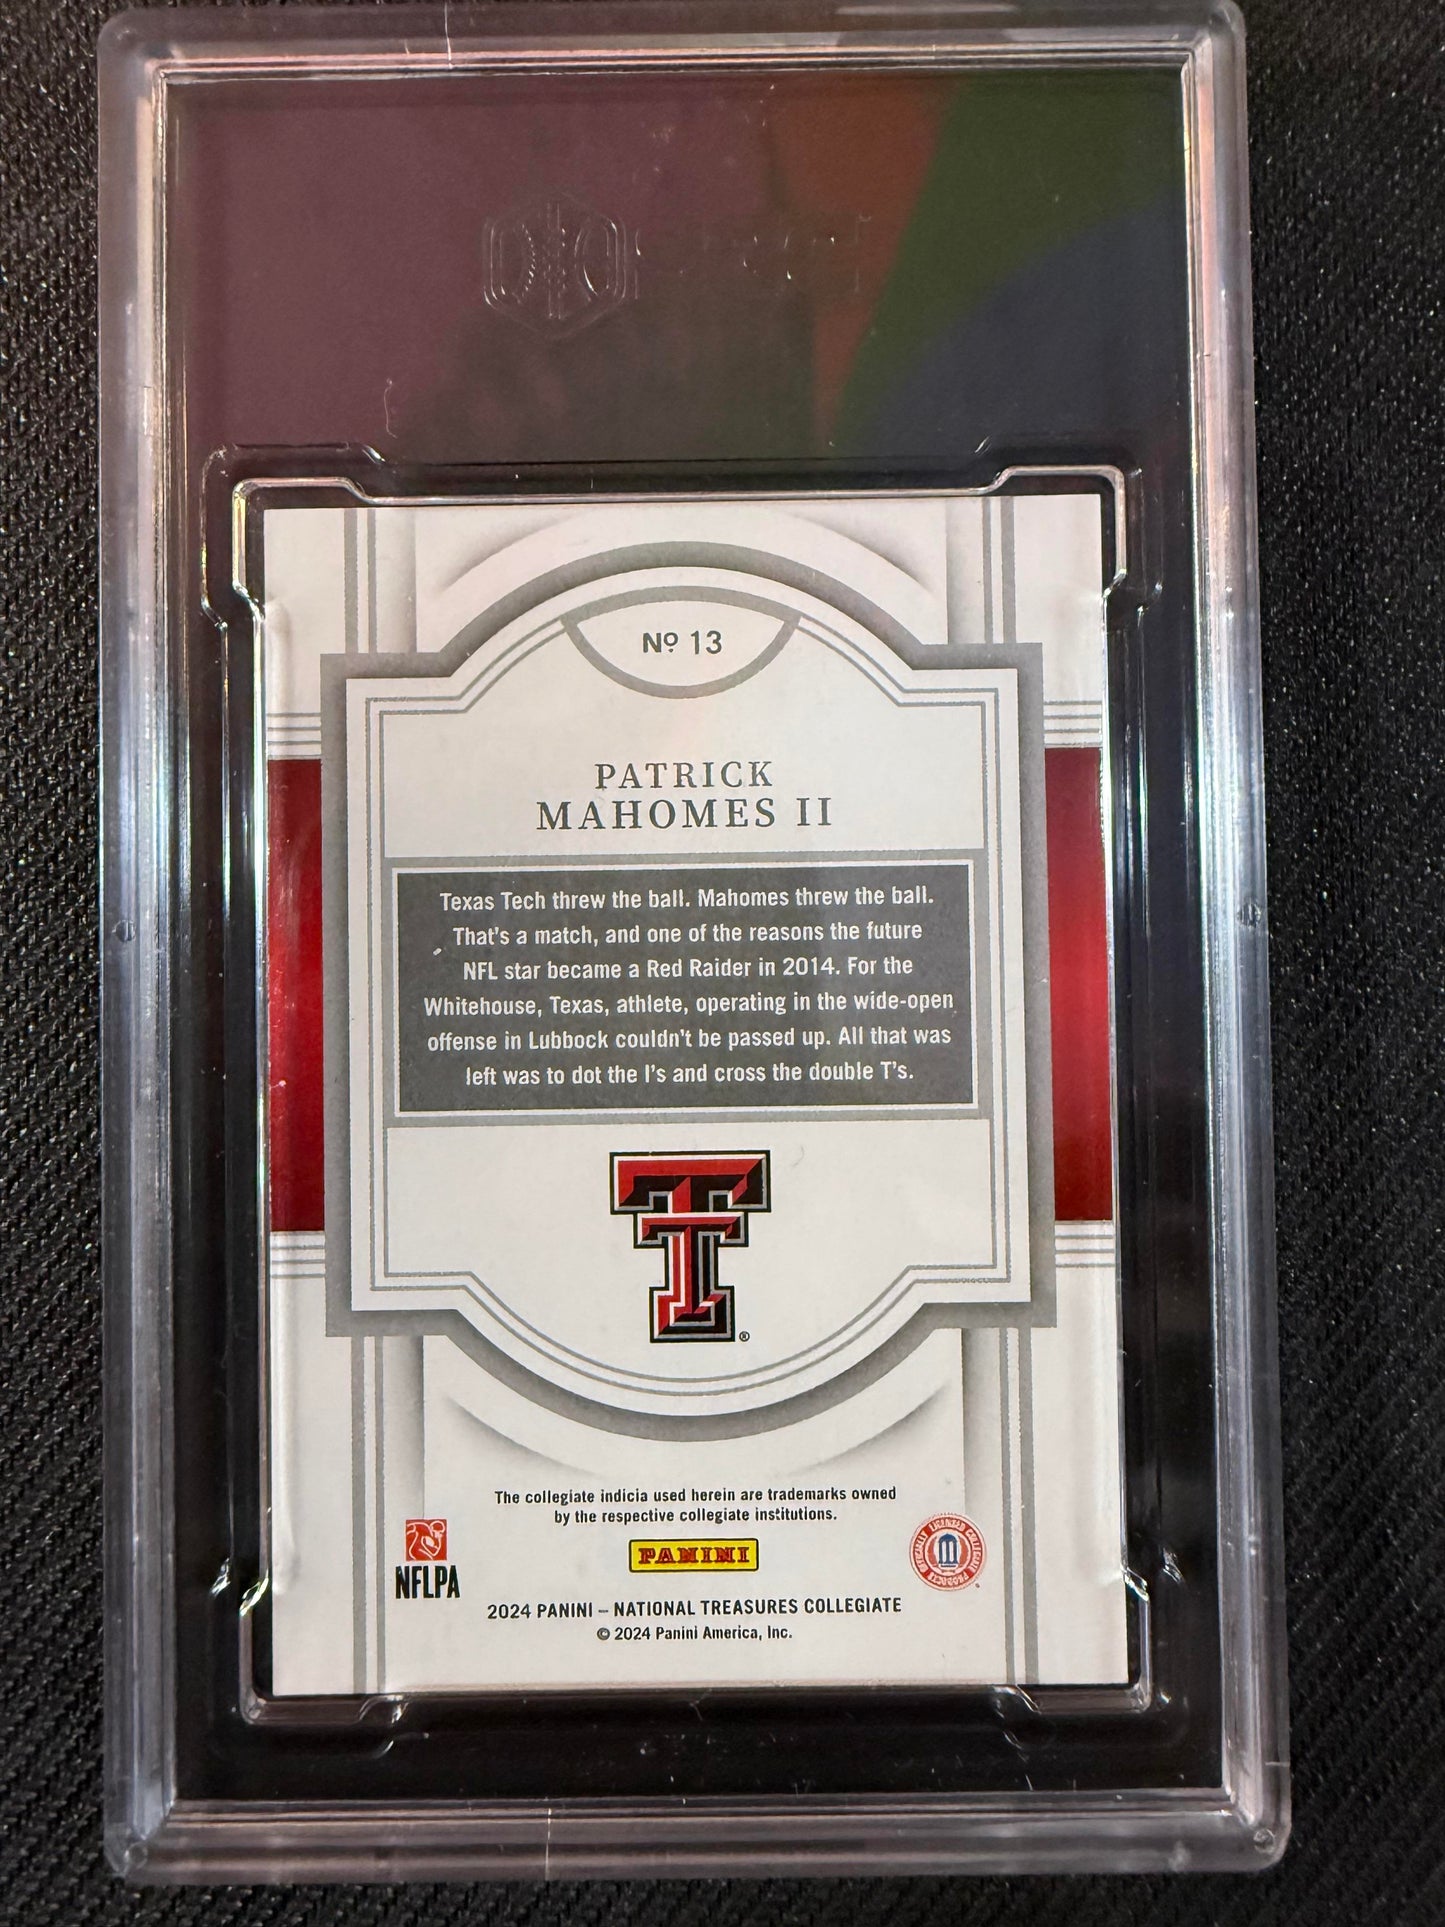 Nº 13
PATRICK
MAHOMES II
Texas Tech threw the ball. Mahomes threw the ball.
That's a match, and one of the reasons the future
NFL star became a Red Raider in 2014. For the
Whitehouse, Texas, athlete, operating in the wide-open
offense in Lubbock couldn't be passed up. All that was
left was to dot the I's and cross the double T's.
®
The collegiate indicia used herein are trademarks owned
by the respective collegiate institutions.
NFLPA
PANINI
OFFICIALLY LICENSED COLLEGIATE PRODUCTS
2024 PANINI – NATIONAL TREASURES COLLEGIATE
© 2024 Panini America, Inc.